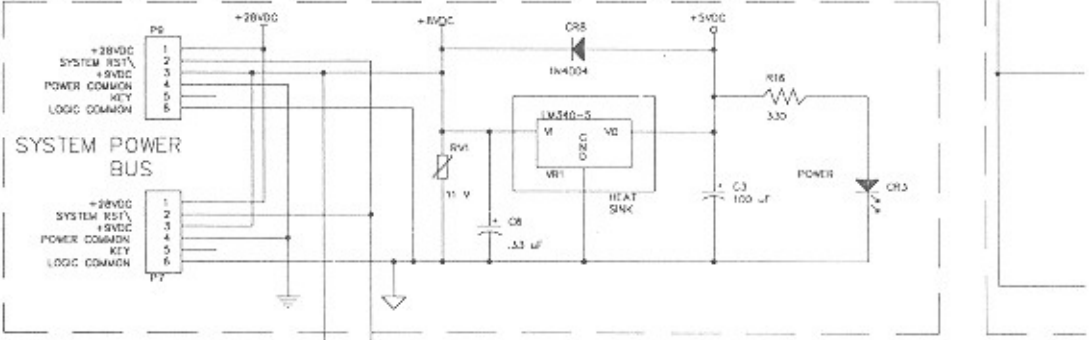 +28VDC
+5VDC
P9
CR8
+28VDC
1
SYSTEM RST\
2
+9VDC
3
POWER COMMON
4
KEY
5
LOGIC COMMON
6
1N4004
R16
330
LM340-5
VI
VO
GND
VR1
HEAT
SINK
SYSTEM POWER
BUS
RV1
11 V
C6
.33 uF
C3
100 uF
POWER
CR3
+28VDC
1
SYSTEM RST\
2
+9VDC
3
POWER COMMON
4
KEY
5
LOGIC COMMON
6
P7